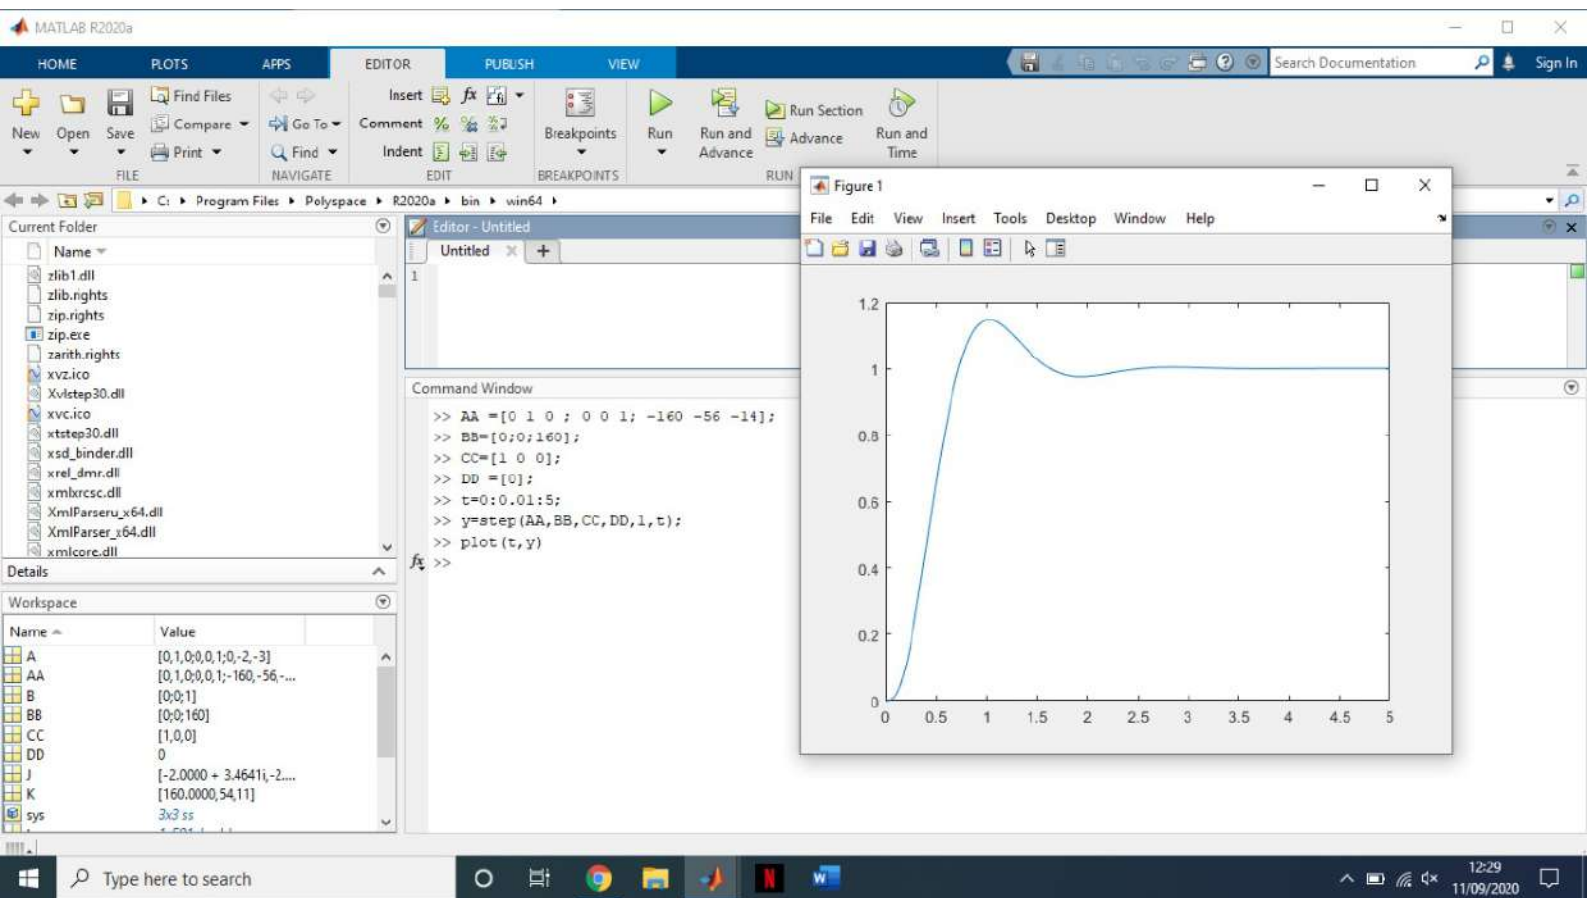 MATLAB R2020a
HOME PLOTS APPS EDITOR PUBLISH VIEW Search Documentation Sign In
New Open Save Find Files Compare Print
FILE
Go To Find
NAVIGATE
Insert fx
Comment %
Indent
EDIT
Breakpoints
BREAKPOINTS
Run Run and Advance Run Section Advance Run and Time
RUN
C: Program Files Polyspace R2020a bin win64
Current Folder
Name
zlib1.dll
zlib.rights
zip.rights
zip.exe
zarith.rights
xvz.ico
Xvlstep30.dll
xvc.ico
xtstep30.dll
xsd_binder.dll
xrel_dmr.dll
xmlxrcsc.dll
XmlParseru_x64.dll
XmlParser_x64.dll
xmlcore.dll
Details
Workspace
Name Value
A [0,1,0;0,0,1;0,-2,-3]
AA [0,1,0;0,0,1;-160,-56,-...
B [0;0;1]
BB [0;0;160]
CC [1,0,0]
DD 0
J [-2.0000 + 3.4641i,-2....
K [160.0000,54,11]
sys 3x3 ss
Editor - Untitled
Untitled +
1
Command Window
>> AA =[0 1 0 ; 0 0 1; -160 -56 -14];
>> BB=[0;0;160];
>> CC=[1 0 0];
>> DD =[0];
>> t=0:0.01:5;
>> y=step(AA,BB,CC,DD,1,t);
>> plot(t,y)
fx >>
Figure 1
File Edit View Insert Tools Desktop Window Help
1.2
1
0.8
0.6
0.4
0.2
0
0 0.5 1 1.5 2 2.5 3 3.5 4 4.5 5
Type here to search
N
W
12:29
11/09/2020